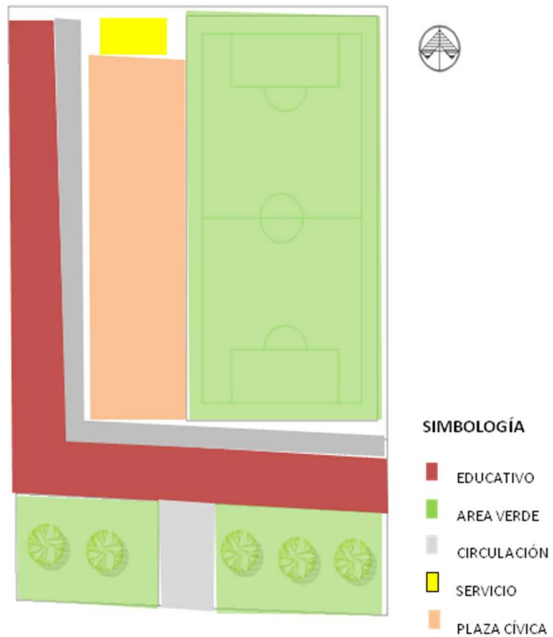 SIMBOLOGÍA
EDUCATIVO
AREA VERDE
CIRCULACIÓN
SERVICIO
PLAZA CÍVICA